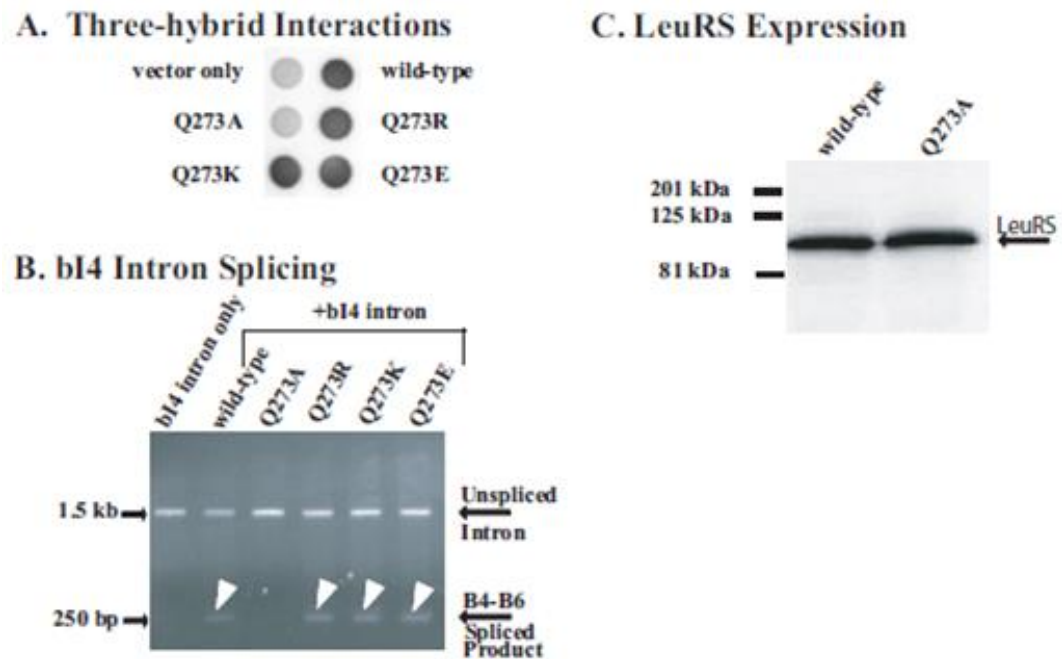 A. Three-hybrid Interactions
vector only wild-type
Q273A Q273R
Q273K Q273E
B. bI4 Intron Splicing
+bI4 intron
bI4 intron only
wild-type
Q273A
Q273R
Q273K
Q273E
1.5 kb
Unspliced
Intron
250 bp
B4-B6
Spliced
Product
C. LeuRS Expression
wild-type
Q273A
201 kDa
125 kDa
81 kDa
LeuRS